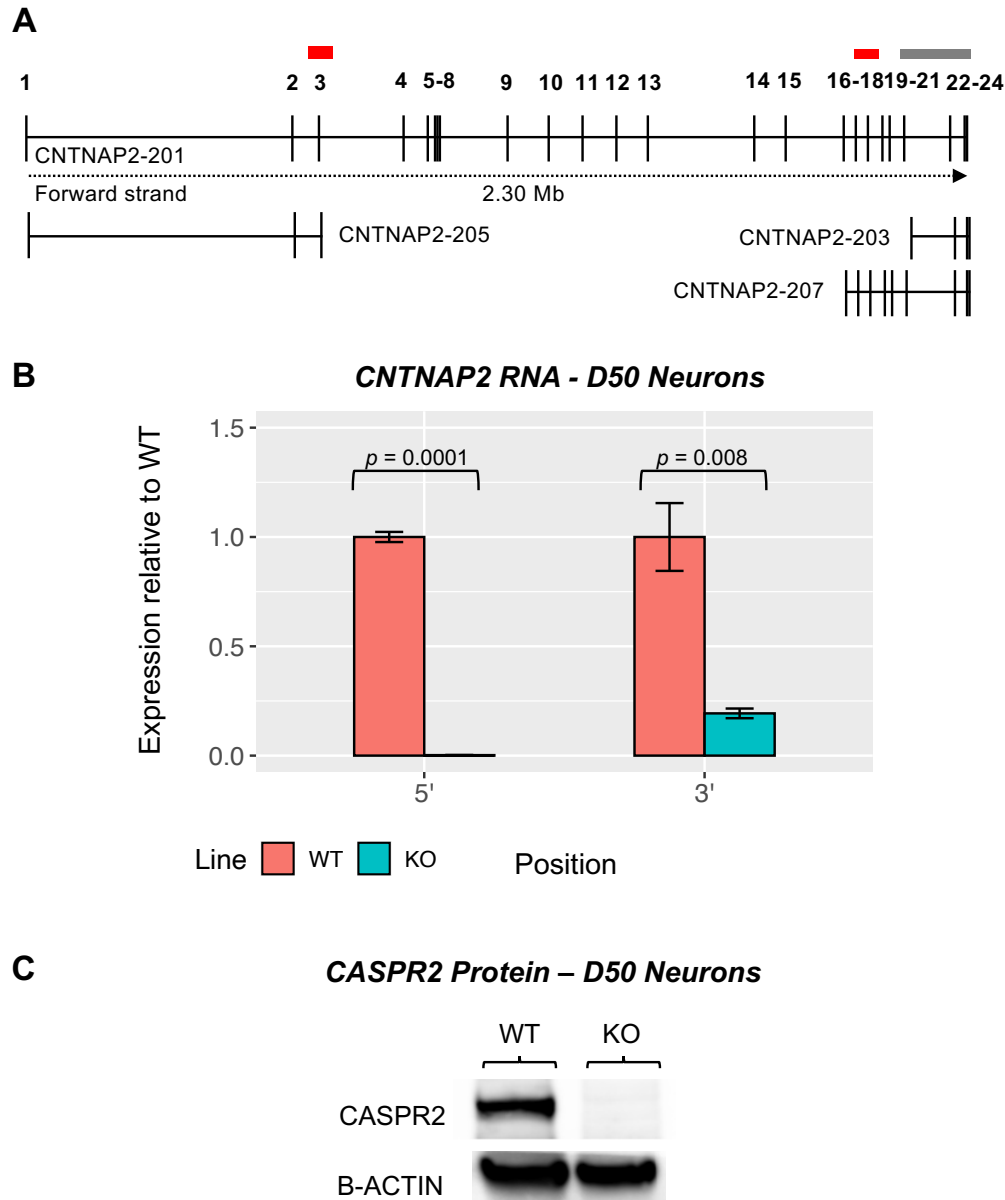 A
1 2 3 4 5-8 9 10 11 12 13 14 15 16-18 19-21 22-24
CNTNAP2-201
Forward strand 2.30 Mb
CNTNAP2-205 CNTNAP2-203
CNTNAP2-207
B
CNTNAP2 RNA - D50 Neurons
Expression relative to WT
1.5
p = 0.0001 p = 0.008
1.0
0.5
0.0
5' 3'
Line WT KO Position
C
CASPR2 Protein – D50 Neurons
WT KO
CASPR2
B-ACTIN